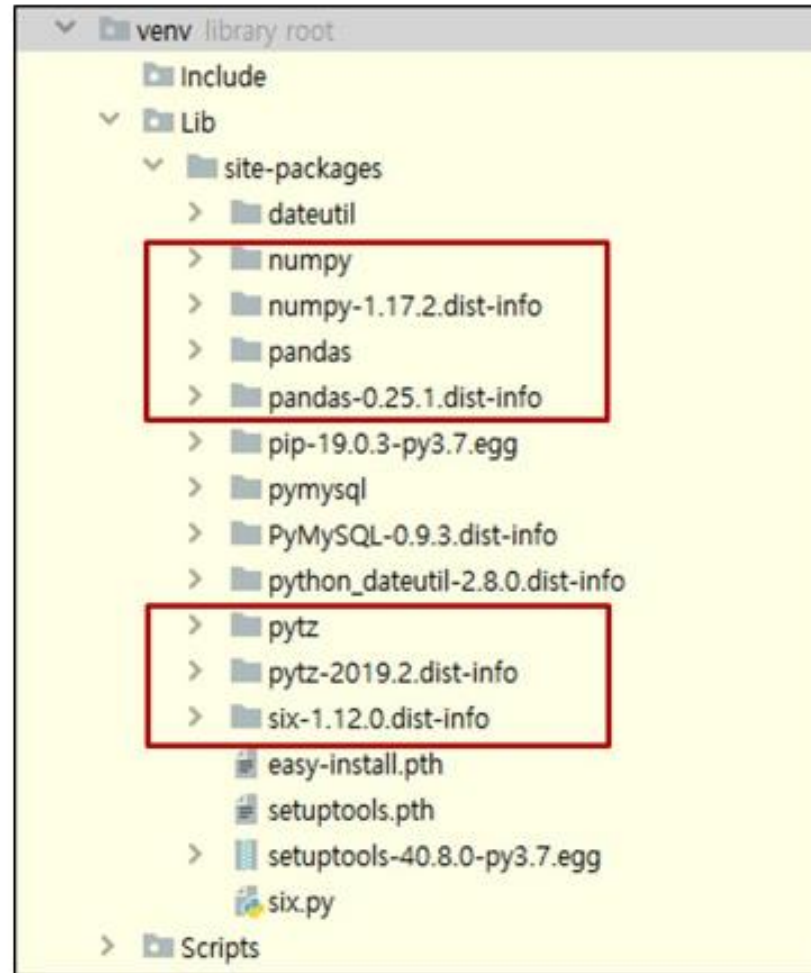 venv library root
Include
Lib
site-packages
dateutil
numpy
numpy-1.17.2.dist-info
pandas
pandas-0.25.1.dist-info
pip-19.0.3-py3.7.egg
pymysql
PyMySQL-0.9.3.dist-info
python_dateutil-2.8.0.dist-info
pytz
pytz-2019.2.dist-info
six-1.12.0.dist-info
easy-install.pth
setuptools.pth
setuptools-40.8.0-py3.7.egg
six.py
Scripts